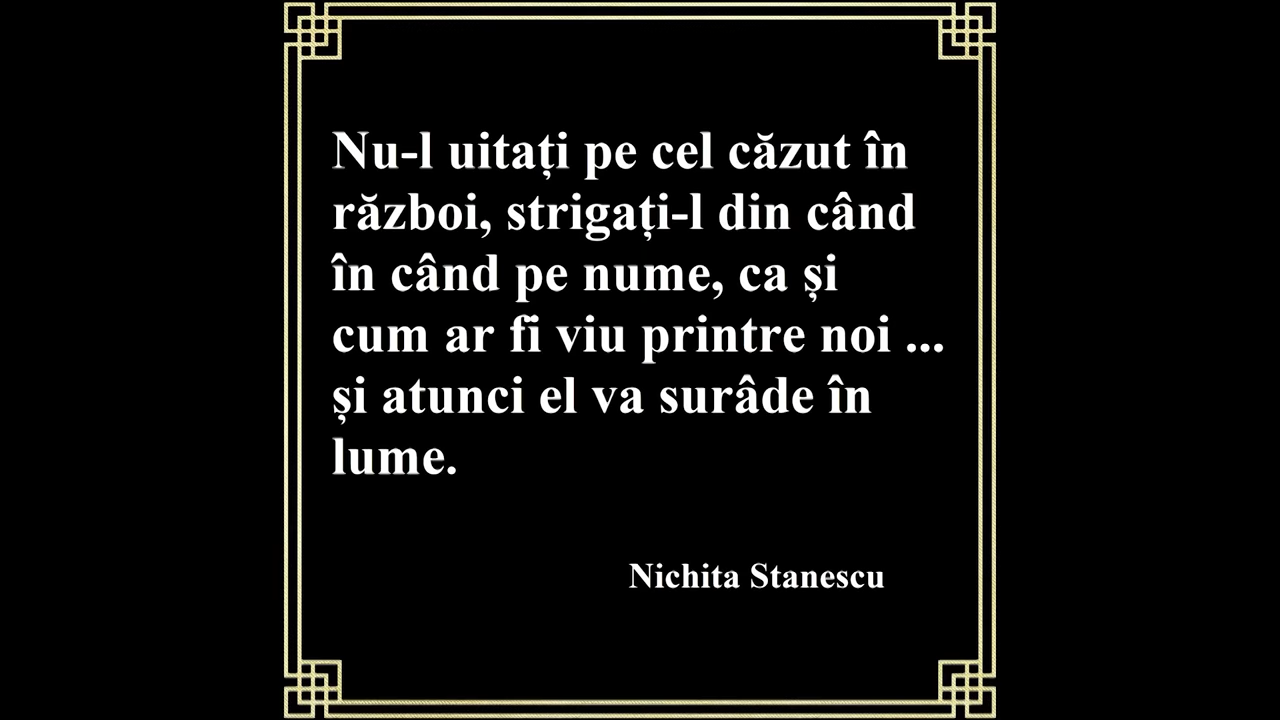 Nu-l uitați pe cel căzut în
război, strigați-l din când
în când pe nume, ca și
cum ar fi viu printre noi ...
și atunci el va surâde în
lume.
Nichita Stanescu